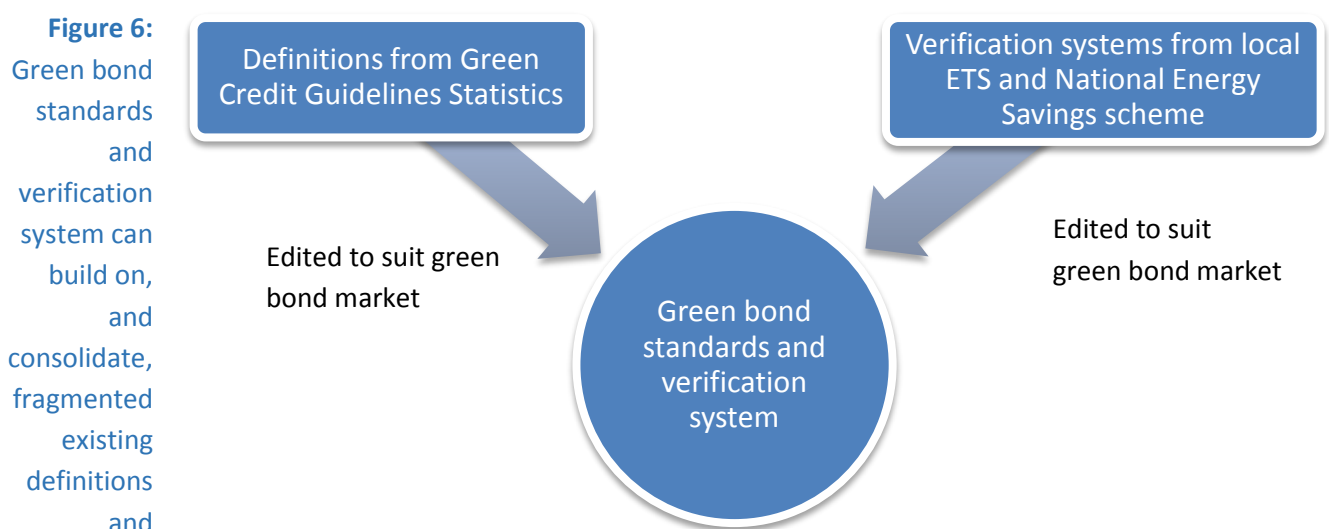 Figure 6:
Green bond
standards
and
verification
system can
build on,
and
consolidate,
fragmented
existing
definitions
and
Definitions from Green
Credit Guidelines Statistics
Verification systems from local
ETS and National Energy
Savings scheme
Edited to suit green
bond market
Edited to suit
green bond market
Green bond
standards and
verification
system